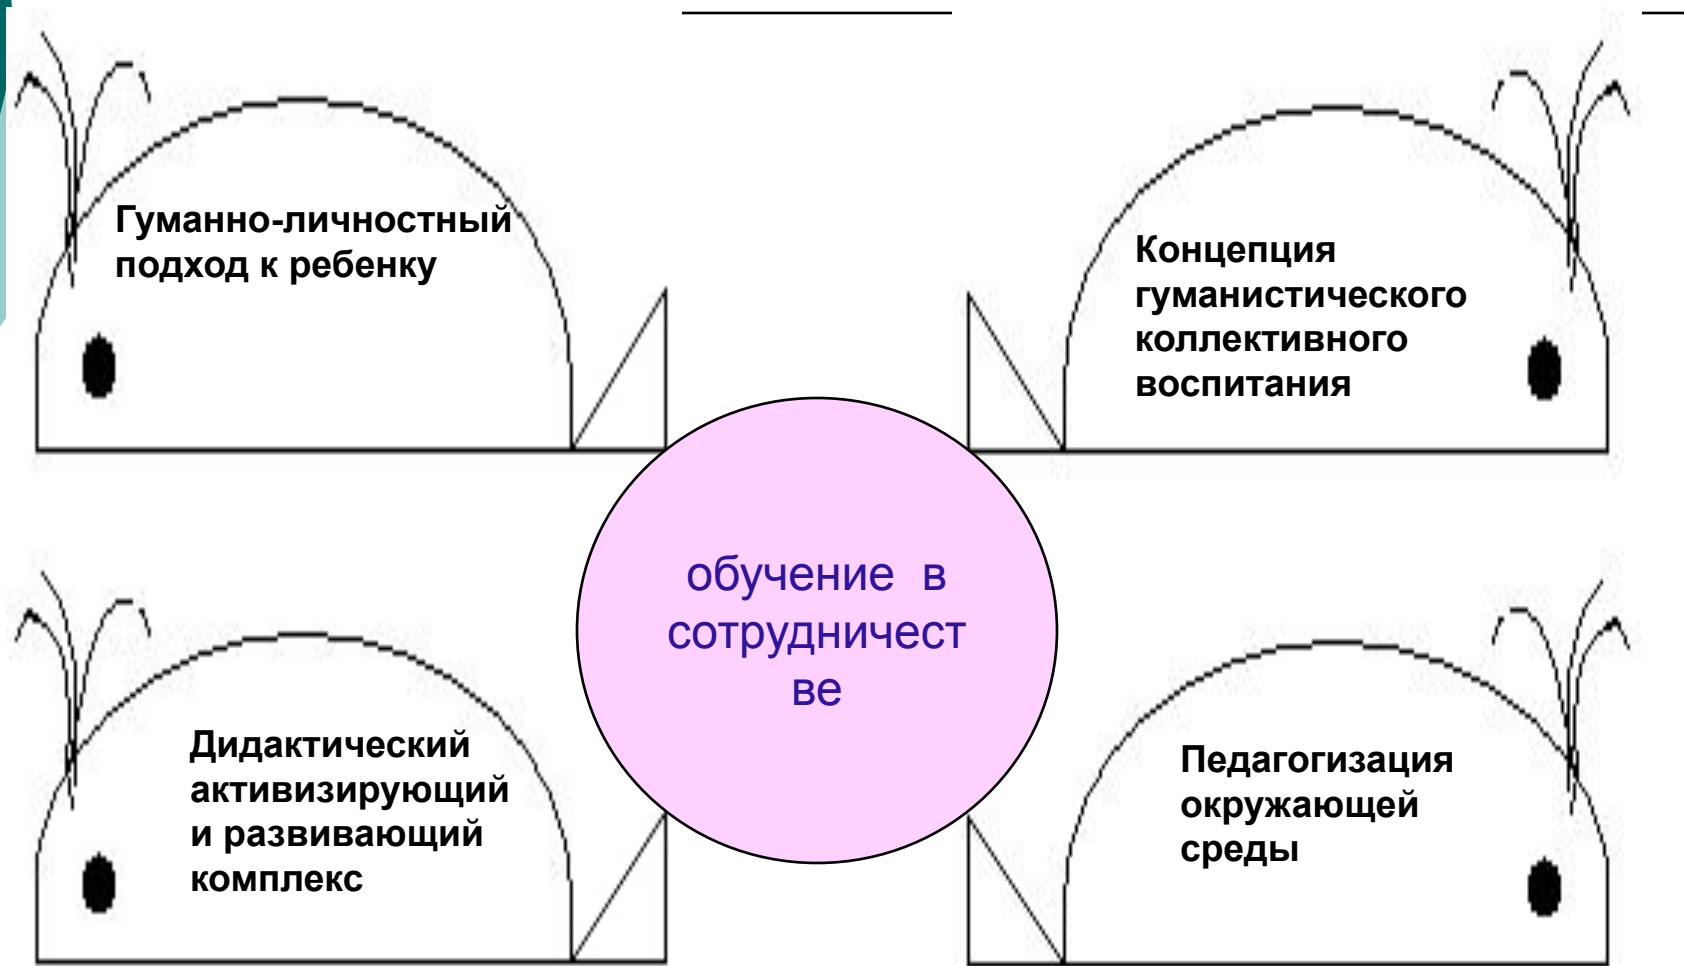 Гуманно-личностный
подход к ребенку
Концепция
гуманистического
коллективного
воспитания
обучение в
сотрудничест
ве
Дидактический
активизирующий
и развивающий
комплекс
Педагогизация
окружающей
среды